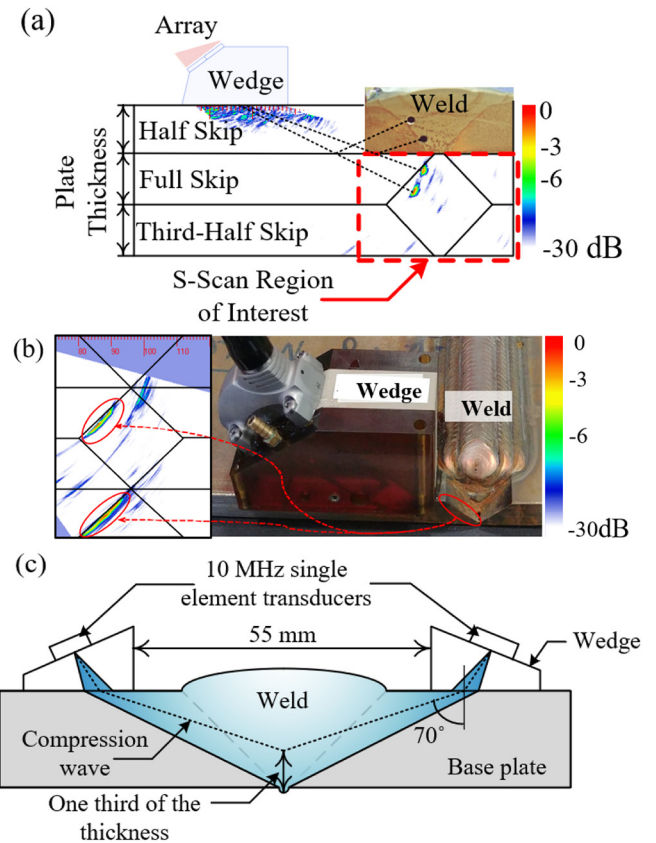 (a)
Array
Wedge
Weld
Half Skip
Full Skip
Third-Half Skip
Plate
Thickness
0
-3
-6
-30 dB
S-Scan Region
of Interest
(b)
80 90 100 110
Wedge
Weld
0
-3
-6
-30dB
(c)
10 MHz single
element transducers
55 mm
Wedge
Weld
70°
Compression
wave
Base plate
One third of the
thickness